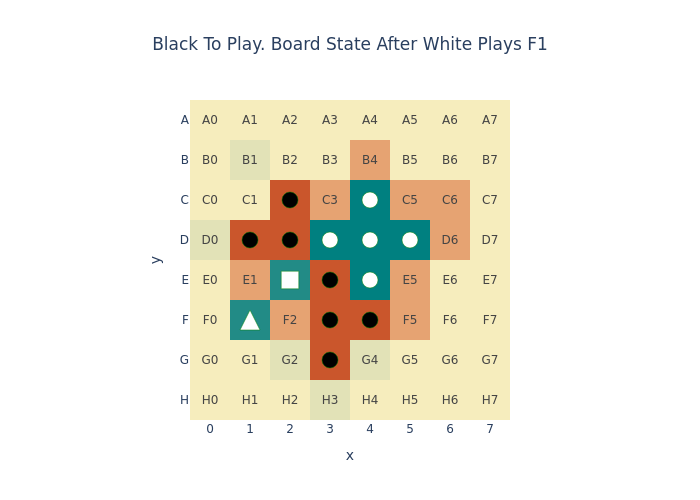 Black To Play. Board State After White Plays F1
A A0 A1 A2 A3 A4 A5 A6 A7
B B0 B1 B2 B3 B4 B5 B6 B7
C C0 C1 C3 C5 C6 C7
D D0 D6 D7
E E0 E1 E5 E6 E7
F F0 F2 F5 F6 F7
G G0 G1 G2 G4 G5 G6 G7
H H0 H1 H2 H3 H4 H5 H6 H7
0 1 2 3 4 5 6 7
x
y